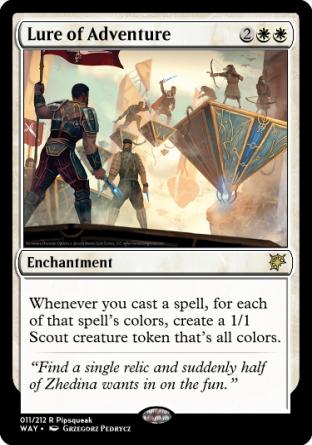 Lure of Adventure 2
Enchantment
Whenever you cast a spell, for each
of that spell's colors, create a 1/1
Scout creature token that's all colors.
"Find a single relic and suddenly half
of Zhedina wants in on the fun."
011/212 R Pipsqueak
WAY • Grzegorz Pedrycz